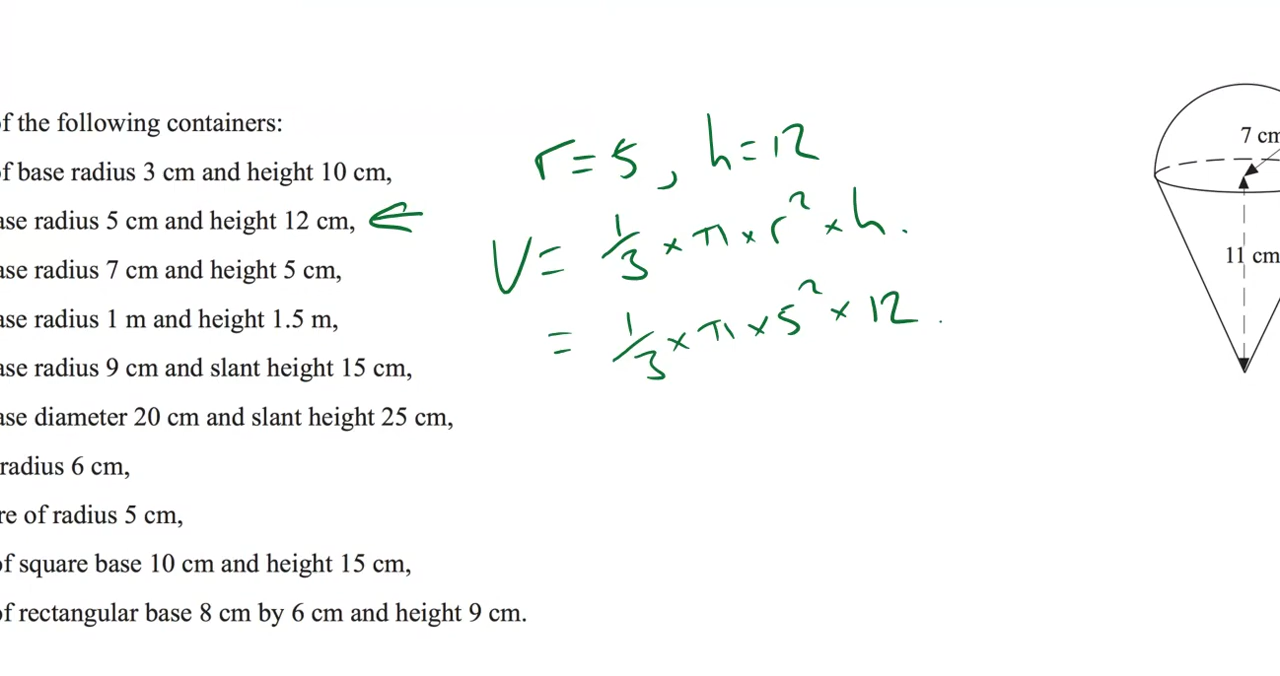 f the following containers:
f base radius 3 cm and height 10 cm,
ase radius 5 cm and height 12 cm,
ase radius 7 cm and height 5 cm,
ase radius 1 m and height 1.5 m,
ase radius 9 cm and slant height 15 cm,
ase diameter 20 cm and slant height 25 cm,
radius 6 cm,
re of radius 5 cm,
of square base 10 cm and height 15 cm,
of rectangular base 8 cm by 6 cm and height 9 cm.
r = 5, h = 12
V = 1/3 × π × r² × h.
= 1/3 × π × 5² × 12.
7 cm
11 cm